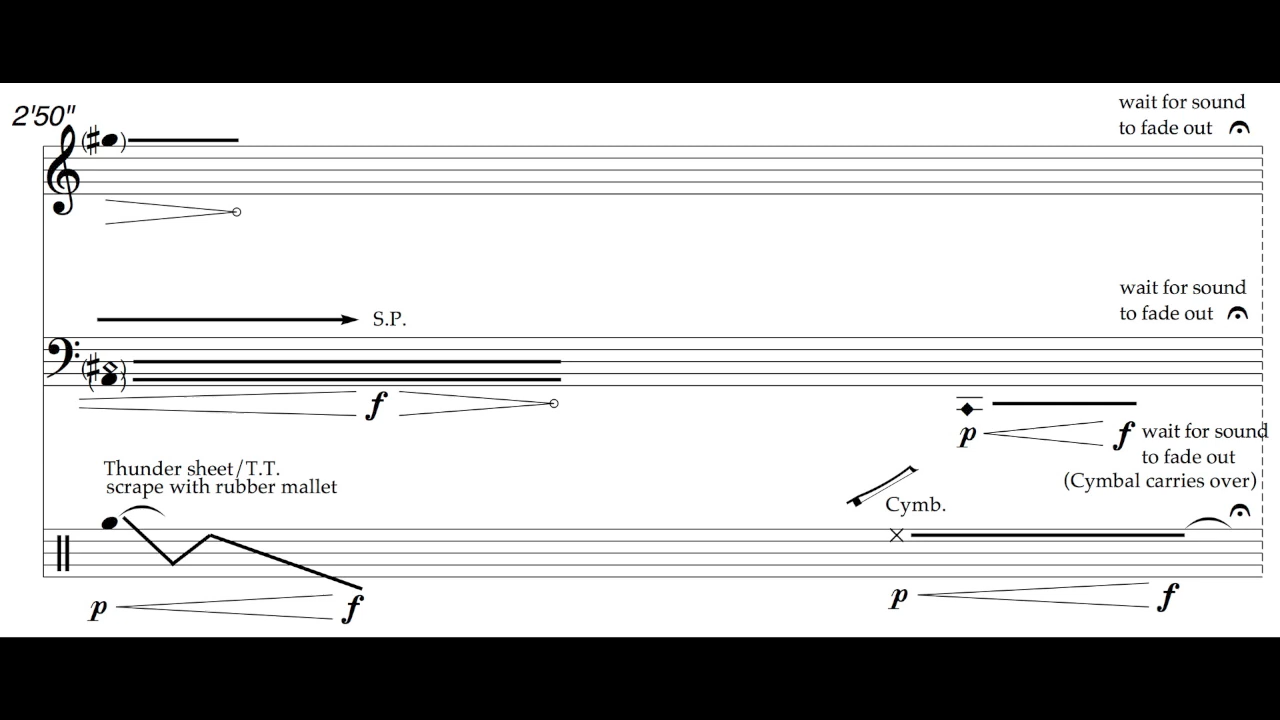 2'50"
wait for sound
to fade out
wait for sound
to fade out
S.P.
f
p f
wait for sound
to fade out
(Cymbal carries over)
Thunder sheet/T.T.
scrape with rubber mallet
Cymb.
p f
p f